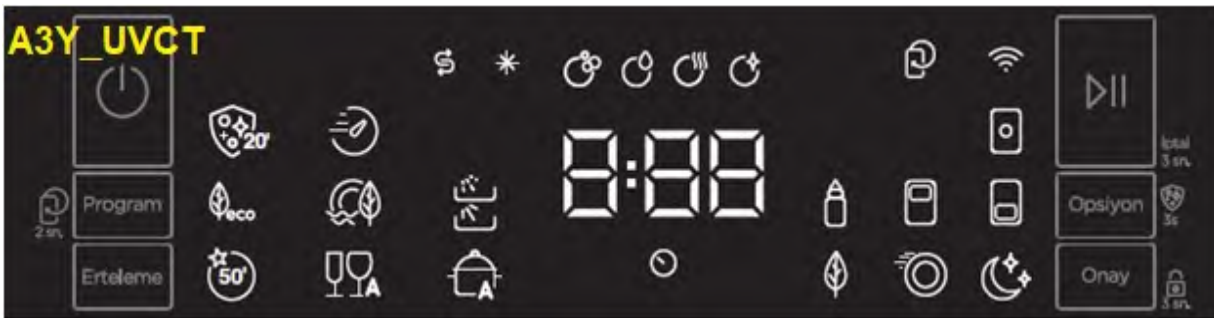 A3Y_UVCT
20'
8:88
İptal
3 sn.
Program
2 sn.
eco
Opsiyon
3s
Erteleme
50'
A
A
Onay
3 sn.